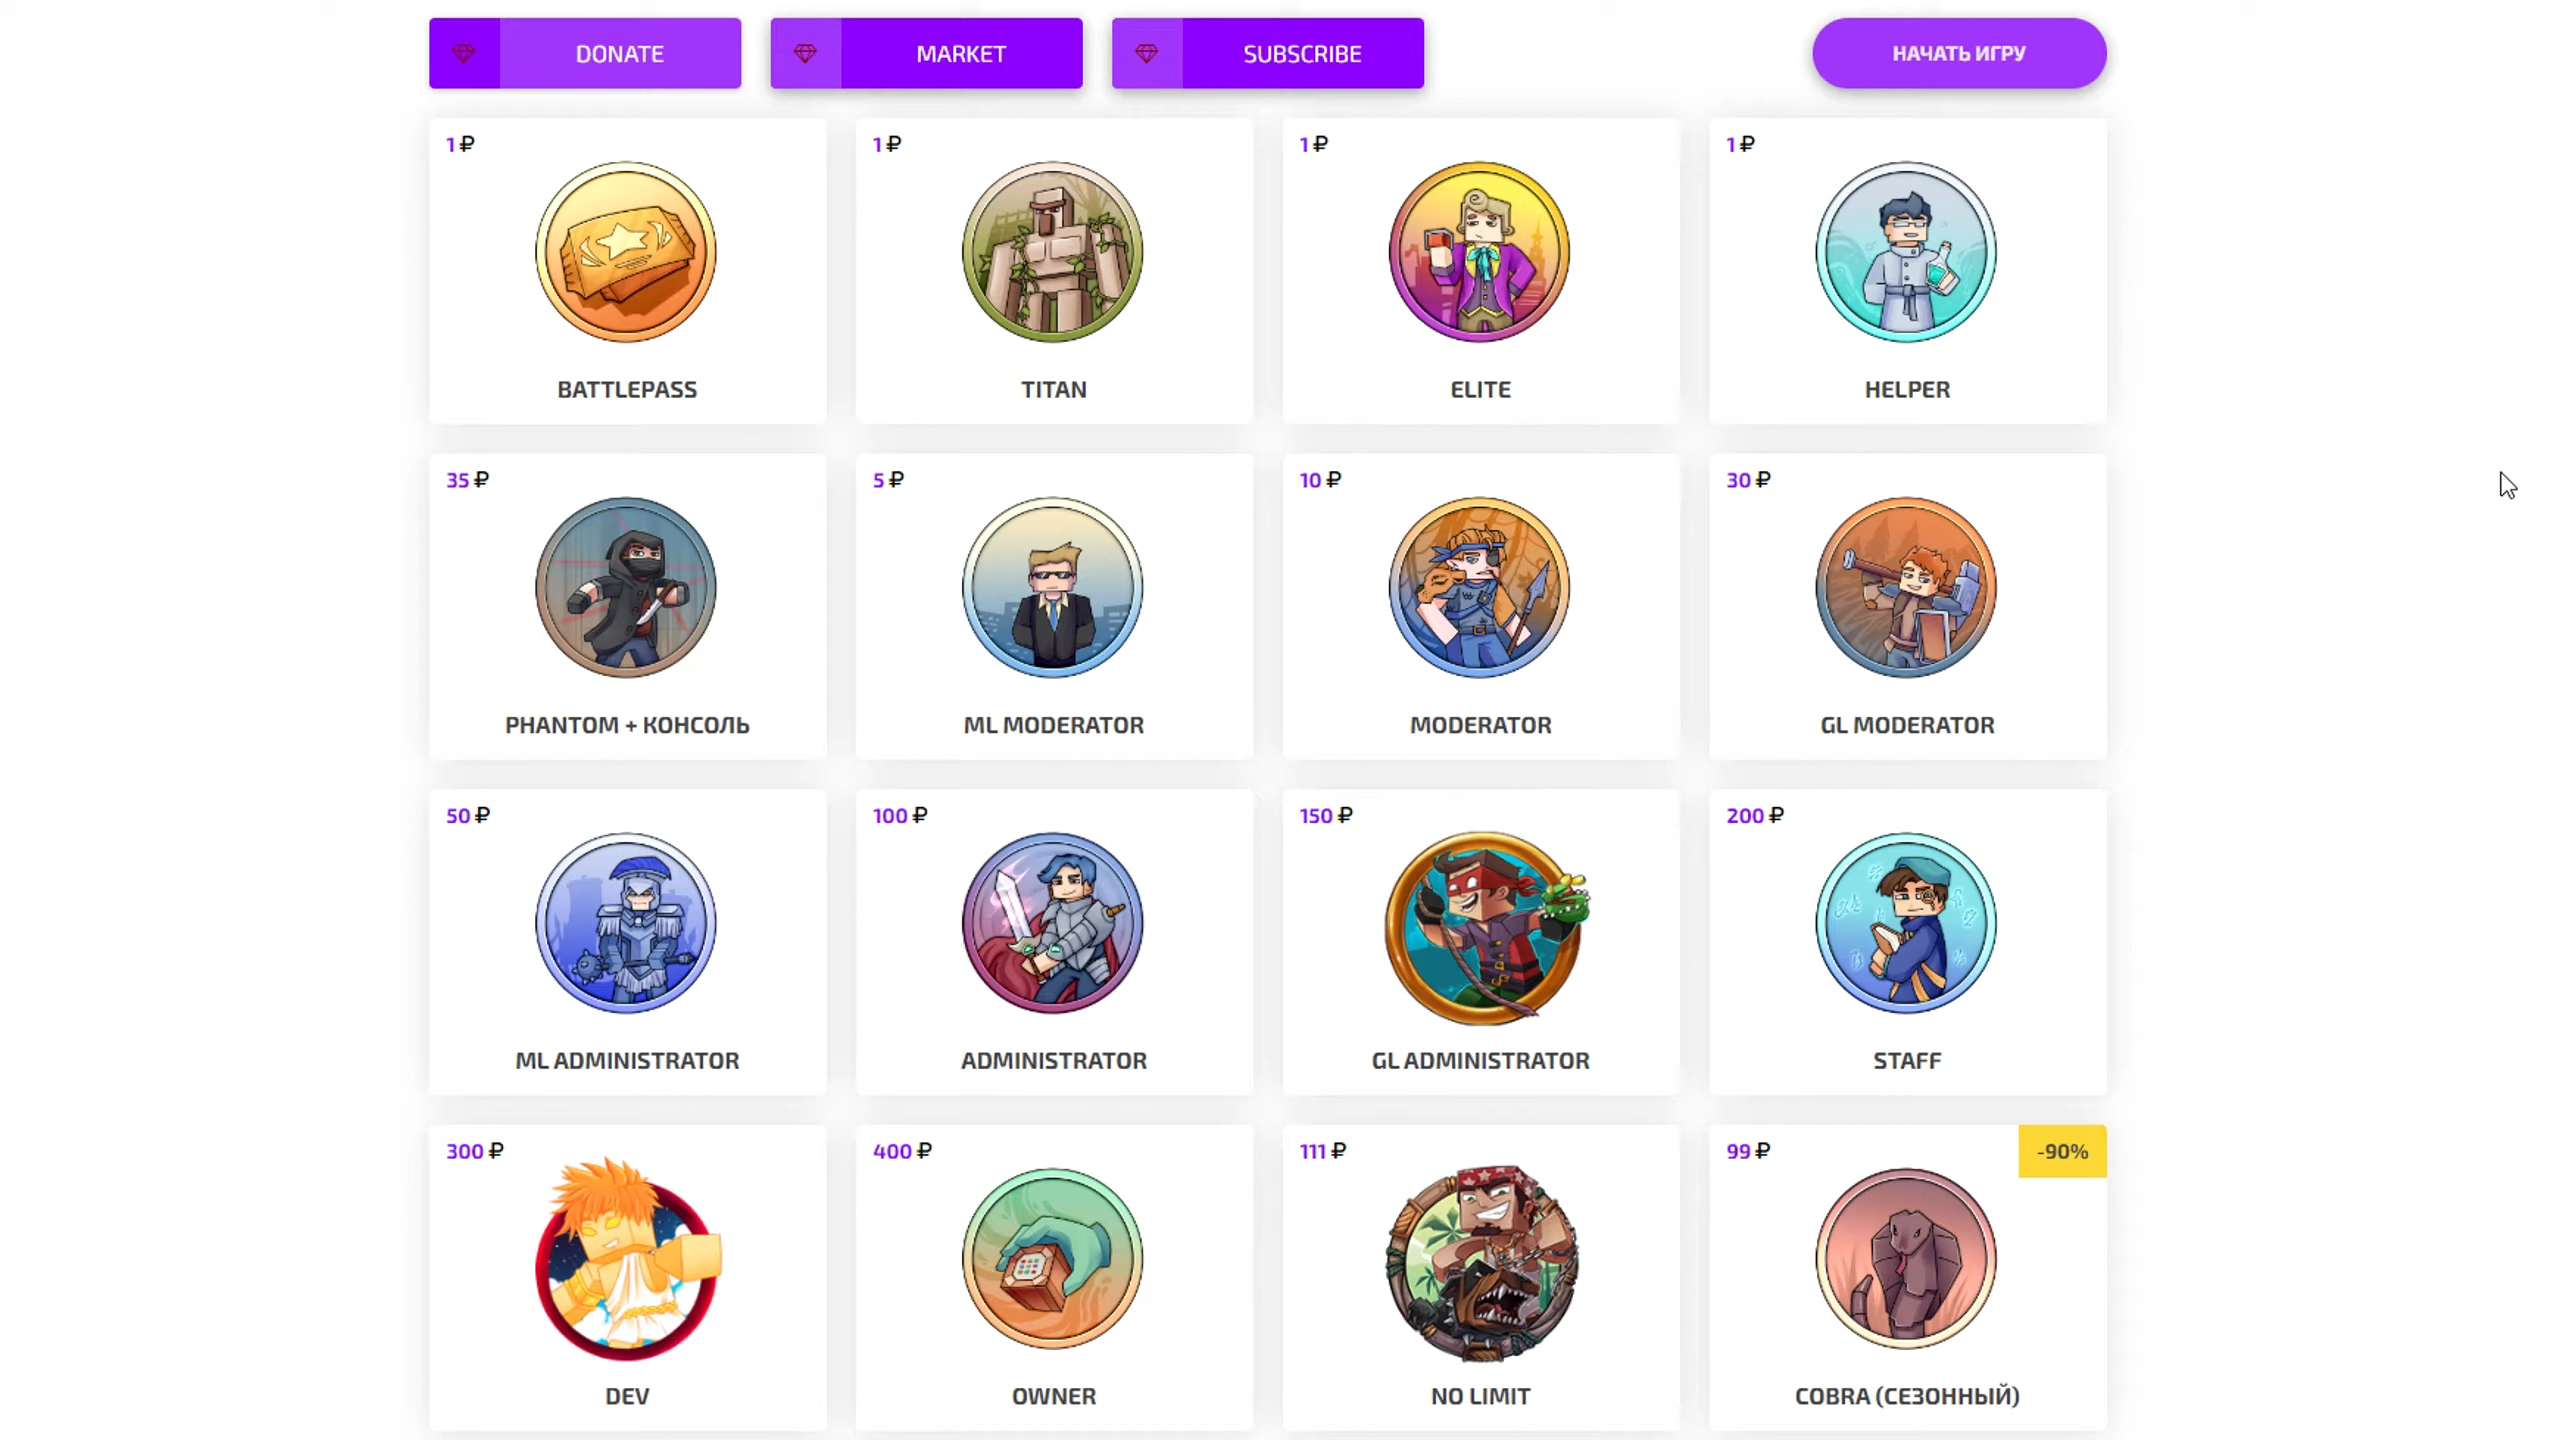 DONATE
MARKET
SUBSCRIBE
НАЧАТЬ ИГРУ
1 ₽
1 ₽
1 ₽
1 ₽
BATTLEPASS
TITAN
ELITE
HELPER
35 ₽
5 ₽
10 ₽
30 ₽
PHANTOM + КОНСОЛЬ
ML MODERATOR
MODERATOR
GL MODERATOR
50 ₽
100 ₽
150 ₽
200 ₽
ML ADMINISTRATOR
ADMINISTRATOR
GL ADMINISTRATOR
STAFF
300 ₽
400 ₽
111 ₽
99 ₽
-90%
DEV
OWNER
NO LIMIT
COBRA (СЕЗОННЫЙ)